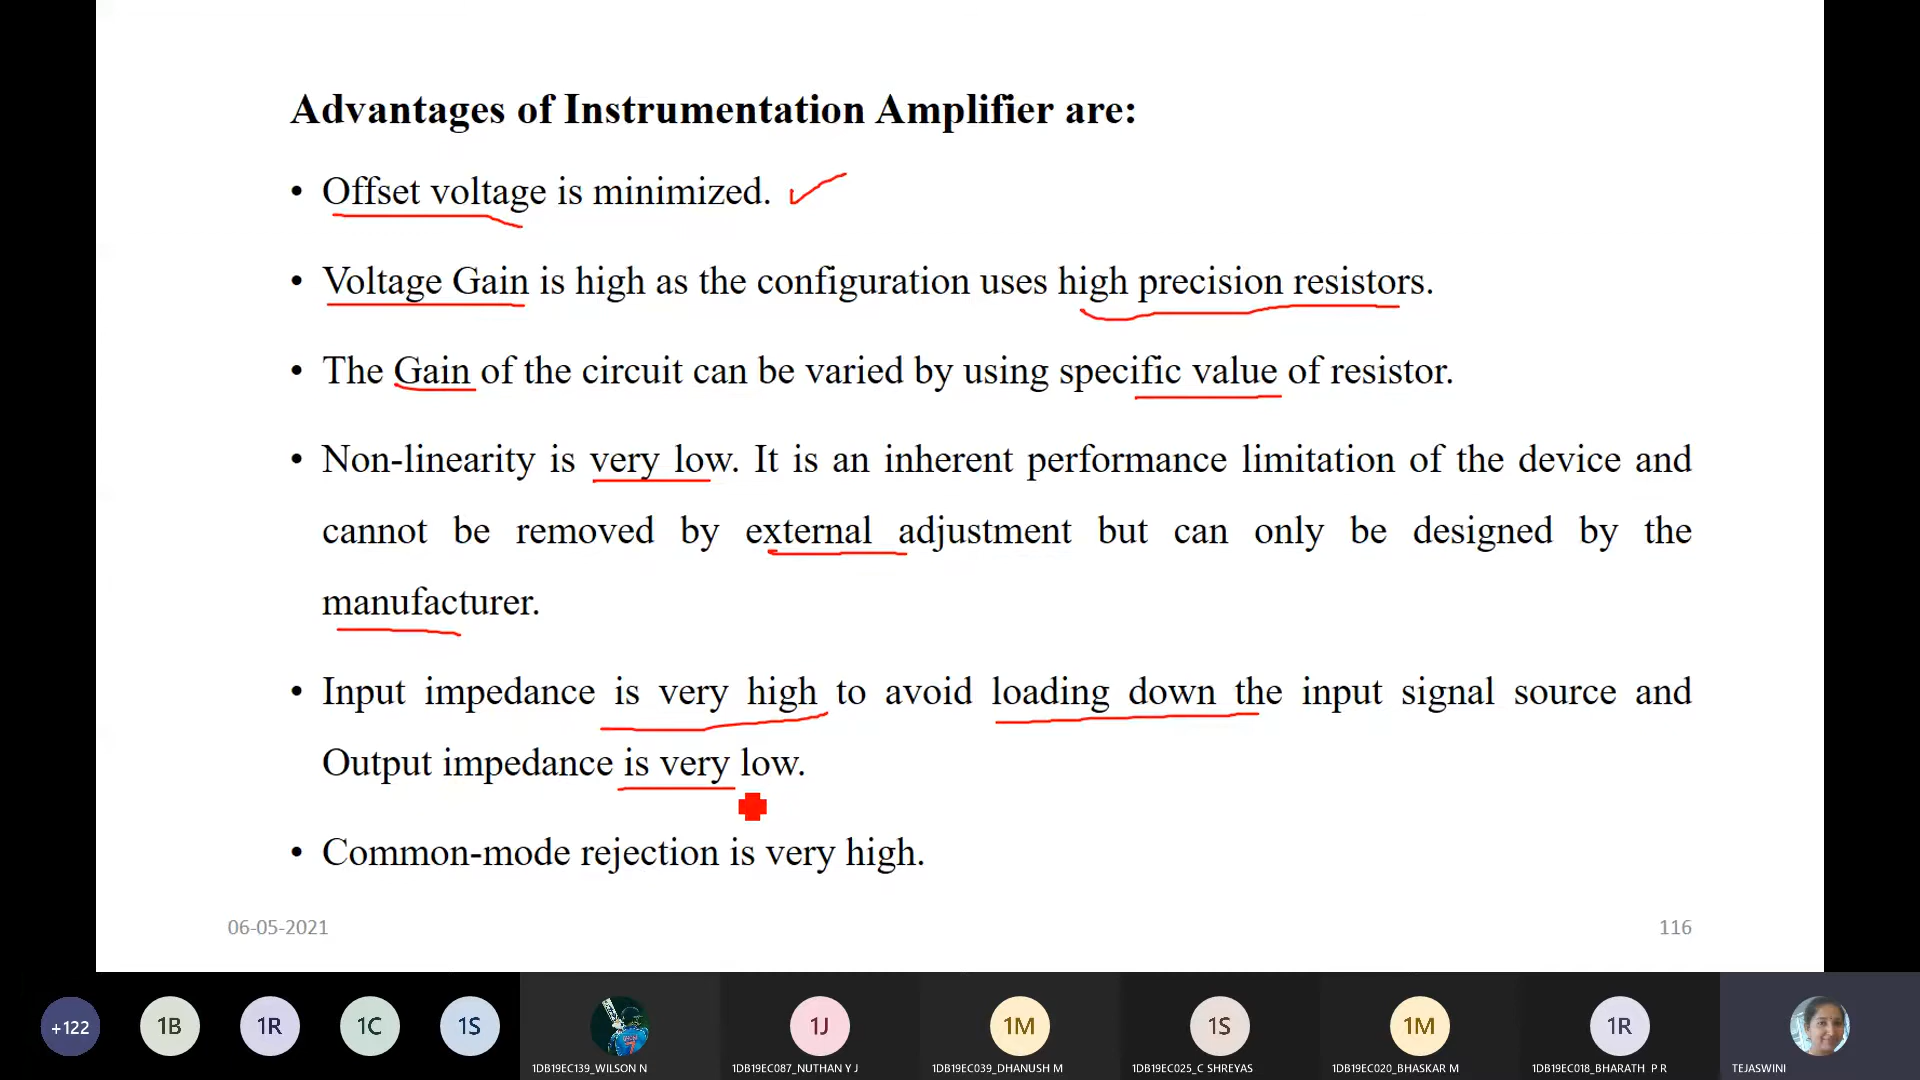 Advantages of Instrumentation Amplifier are:
• Offset voltage is minimized.
• Voltage Gain is high as the configuration uses high precision resistors.
• The Gain of the circuit can be varied by using specific value of resistor.
• Non-linearity is very low. It is an inherent performance limitation of the device and
cannot be removed by external adjustment but can only be designed by the
manufacturer.
• Input impedance is very high to avoid loading down the input signal source and
Output impedance is very low.
• Common-mode rejection is very high.
06-05-2021 116
+122 1B 1R 1C 1S 1J 1M 1S 1M 1R
1DB19EC139_WILSON N 1DB19EC087_NUTHAN Y J 1DB19EC039_DHANUSH M 1DB19EC025_C SHREYAS 1DB19EC020_BHASKAR M 1DB19EC018_BHARATH P R TEJASWINI